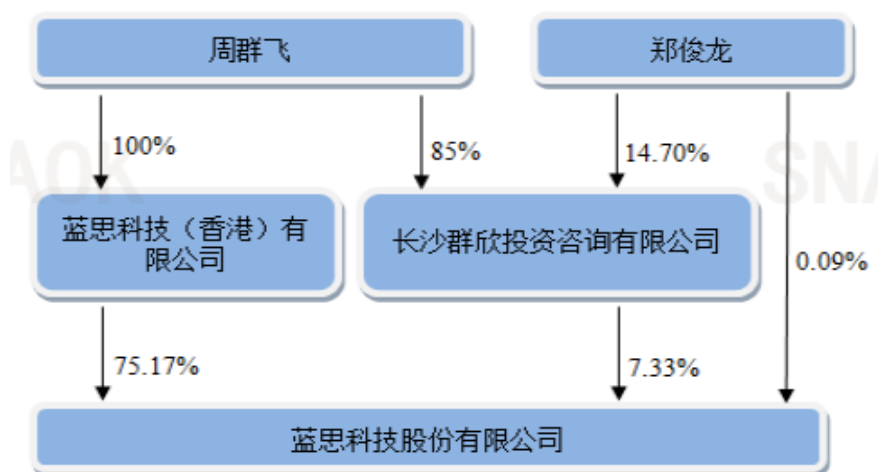 周群飞
郑俊龙
100%
85%
14.70%
蓝思科技（香港）有
限公司
长沙群欣投资咨询有限公司
0.09%
75.17%
7.33%
蓝思科技股份有限公司
AOK
SNA